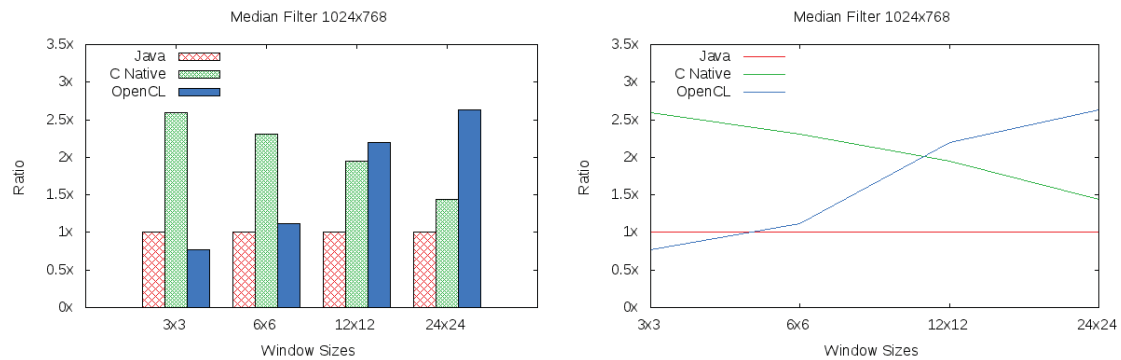 Median Filter 1024x768
3.5x
3x
2.5x
2x
1.5x
1x
0.5x
0x
Ratio
Java
C Native
OpenCL
3x3
6x6
12x12
24x24
Window Sizes
Median Filter 1024x768
3.5x
3x
2.5x
2x
1.5x
1x
0.5x
0x
Ratio
Java
C Native
OpenCL
3x3
6x6
12x12
24x24
Window Sizes